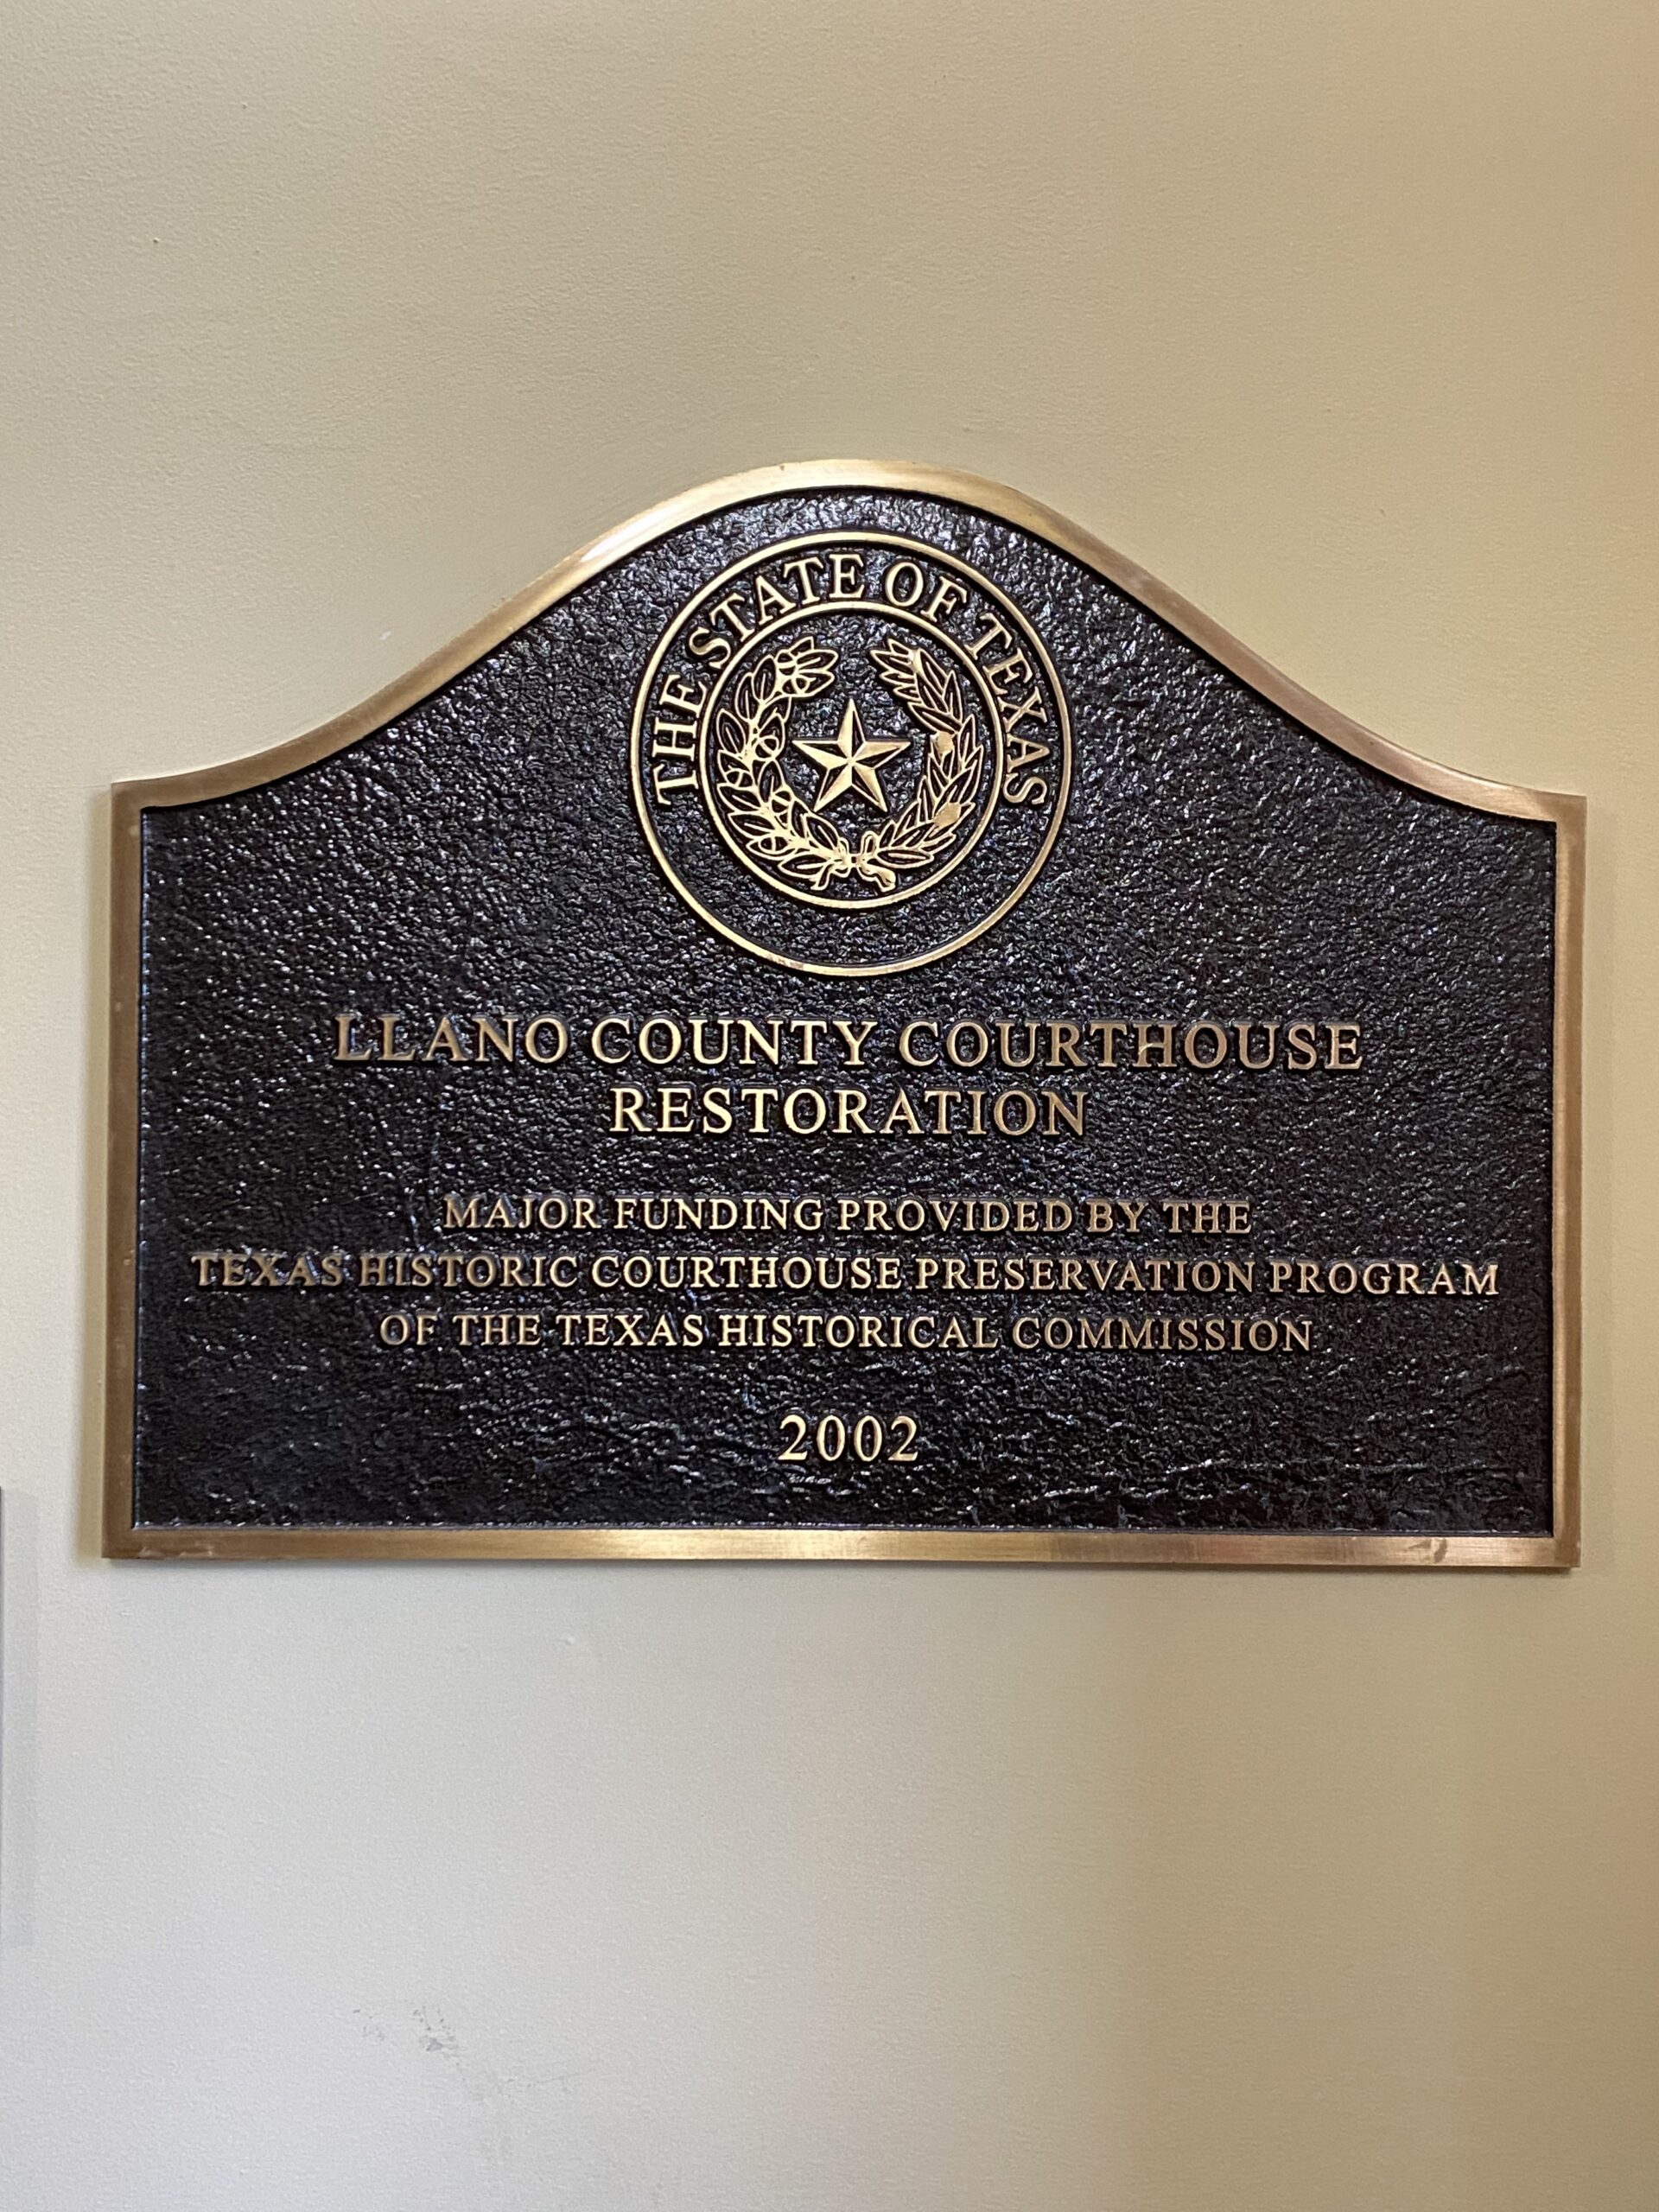 THE STATE OF TEXAS
LLANO COUNTY COURTHOUSE
RESTORATION
MAJOR FUNDING PROVIDED BY THE
TEXAS HISTORIC COURTHOUSE PRESERVATION PROGRAM
OF THE TEXAS HISTORICAL COMMISSION
2002